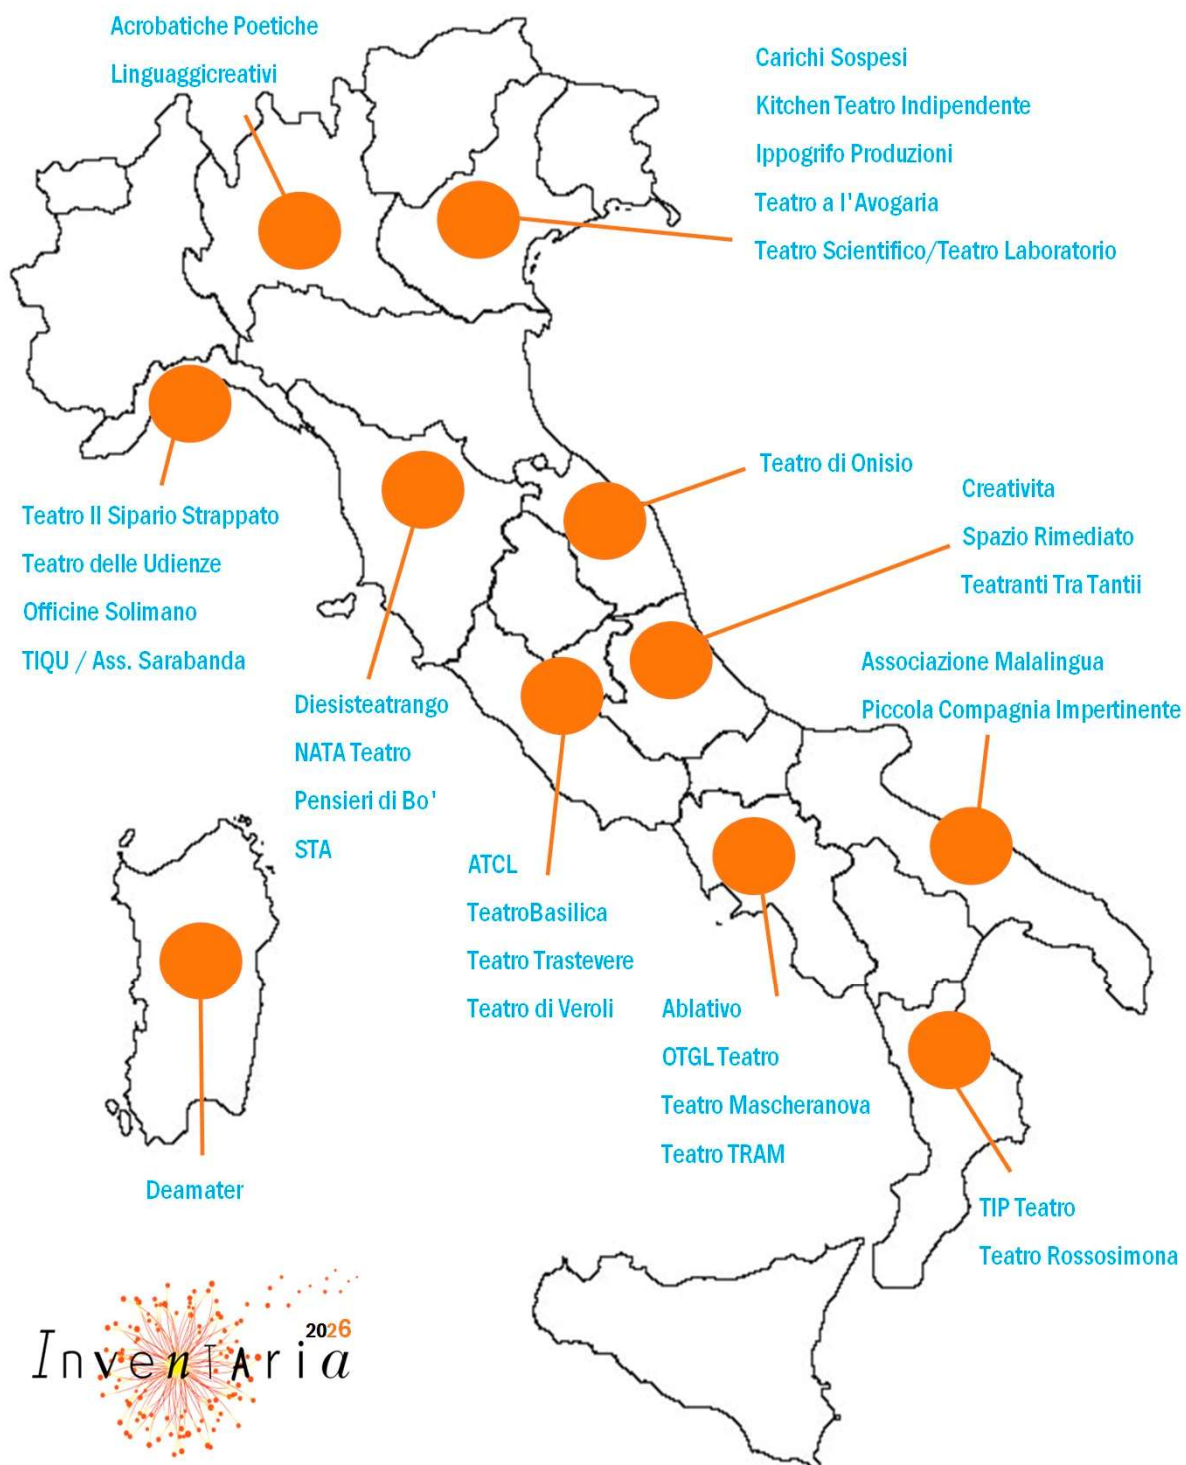 Acrobatiche Poetiche
Linguaggicreativi
Carichi Sospesi
Kitchen Teatro Indipendente
Ippogrifo Produzioni
Teatro a l'Avogaria
Teatro Scientifico/Teatro Laboratorio
Teatro di Onisio
Creativita
Spazio Rimediato
Teatranti Tra Tantii
Teatro Il Sipario Strappato
Teatro delle Udienze
Officine Solimano
TIQU / Ass. Sarabanda
Associazione Malalingua
Piccola Compagnia Impertinente
Diesisteatrango
NATA Teatro
Pensieri di Bo'
STA
ATCL
TeatroBasilica
Teatro Trastevere
Teatro di Veroli
Ablativo
OTGL Teatro
Teatro Mascheranova
Teatro TRAM
Deamater
TIP Teatro
Teatro Rossosimona
2026
InvenTAria